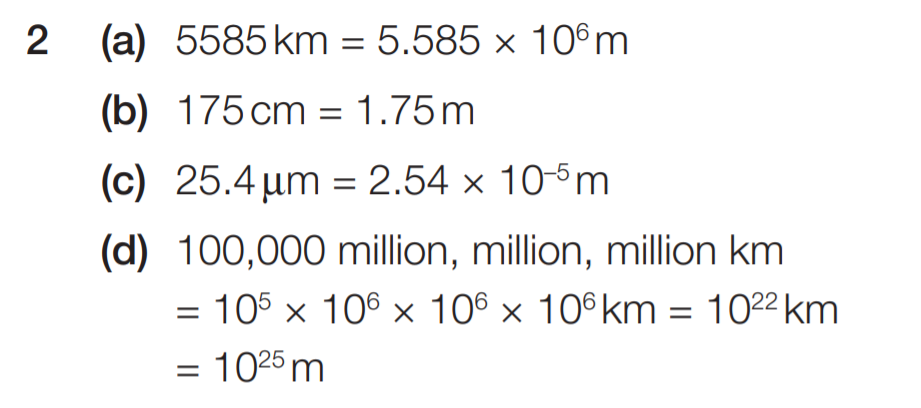 2 (a) 5585 km = 5.585 × 10⁶ m
(b) 175 cm = 1.75 m
(c) 25.4 μm = 2.54 × 10⁻⁵ m
(d) 100,000 million, million, million km
= 10⁵ × 10⁶ × 10⁶ × 10⁶ km = 10²² km
= 10²⁵ m